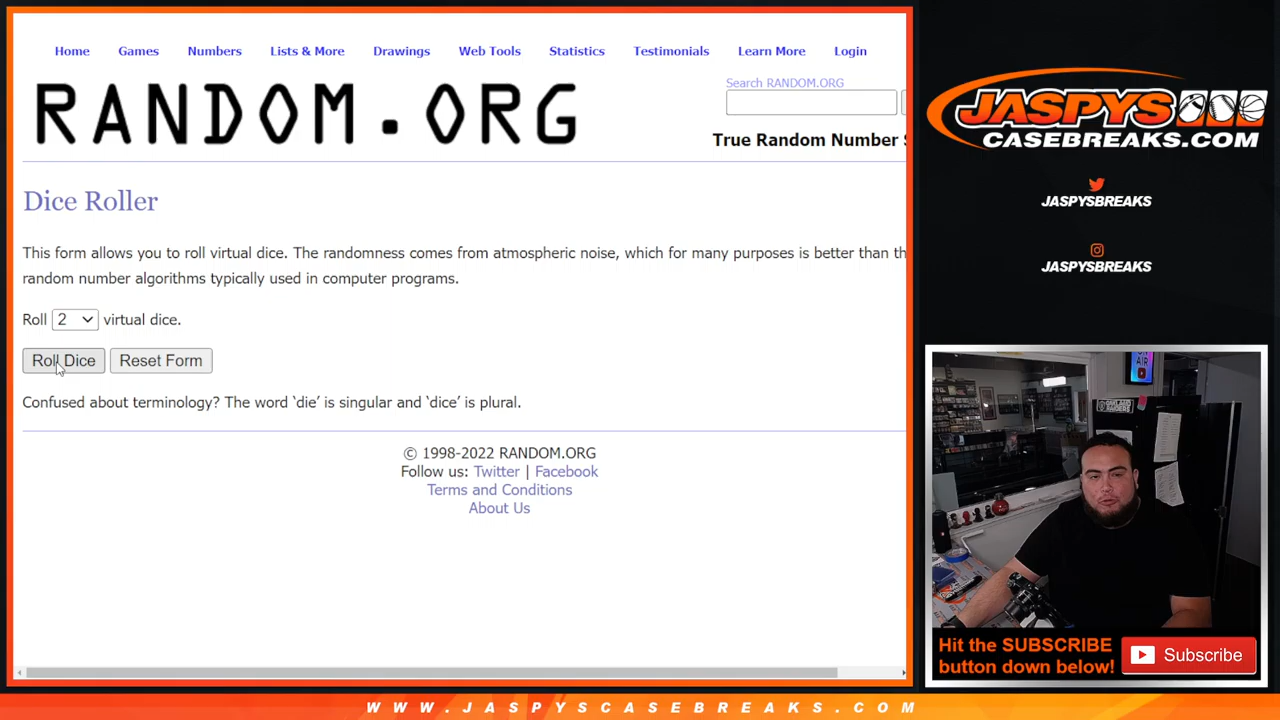 Home Games Numbers Lists & More Drawings Web Tools Statistics Testimonials Learn More Login
RANDOM.ORG
Search RANDOM.ORG
True Random Number
Dice Roller
This form allows you to roll virtual dice. The randomness comes from atmospheric noise, which for many purposes is better than th
random number algorithms typically used in computer programs.
Roll 2 virtual dice.
Roll Dice Reset Form
Confused about terminology? The word ‘die’ is singular and ‘dice’ is plural.
© 1998-2022 RANDOM.ORG
Follow us: Twitter | Facebook
Terms and Conditions
About Us
JASPYS
CASEBREAKS.COM
JASPYSBREAKS
JASPYSBREAKS
AIR
OAKLAND
RAIDERS
Hit the SUBSCRIBE
button down below!
Subscribe
WWW.JASPYSCASEBREAKS.COM